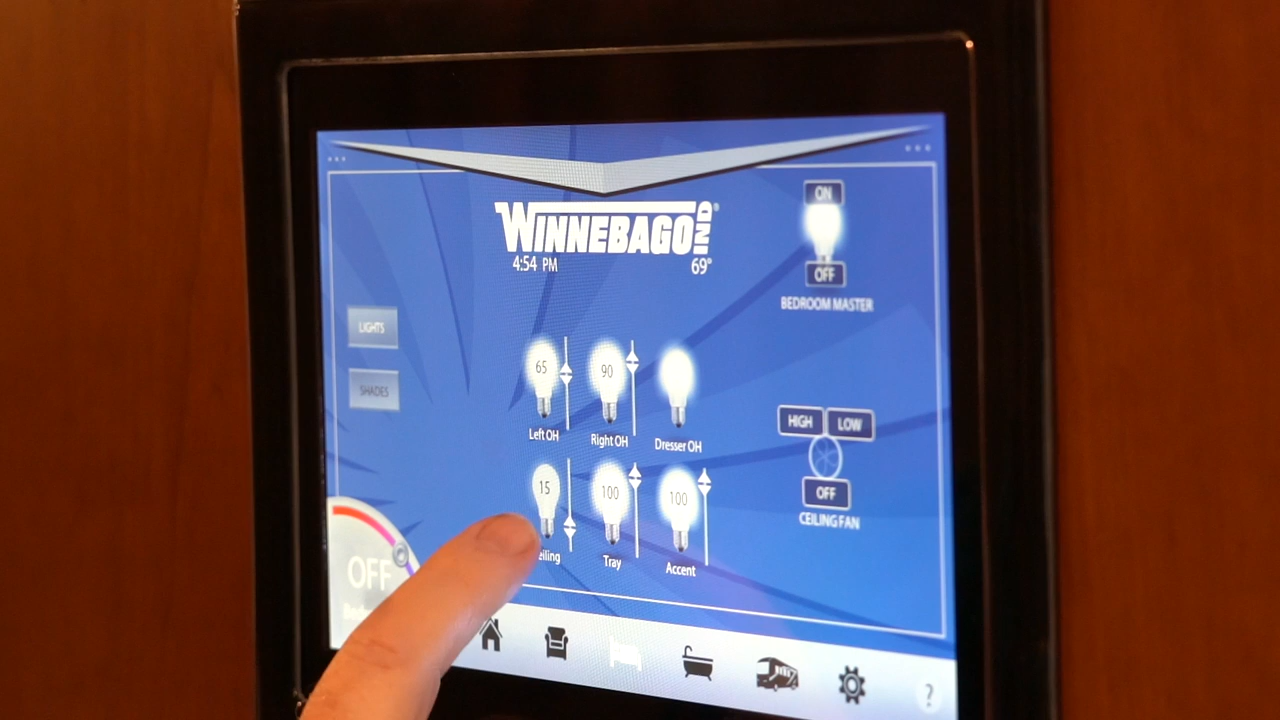 WINNEBAGO IND®
4:54 PM 69°
ON
OFF
BEDROOM MASTER
LIGHTS
SHADES
65
90
Left OH
Right OH
Dresser OH
HIGH
LOW
OFF
CEILING FAN
15
100
100
eiling
Tray
Accent
OFF
?